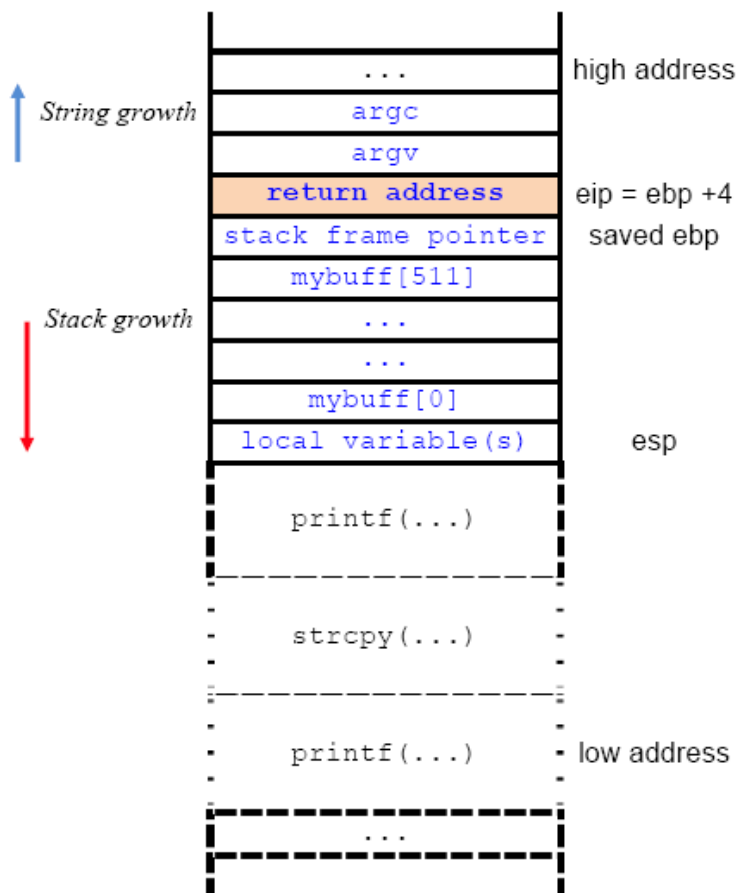 ... high address
String growth argc
argv
return address eip = ebp +4
stack frame pointer saved ebp
mybuff[511]
Stack growth ...
...
mybuff[0]
local variable(s) esp
printf(...)
strcpy(...)
printf(...) low address
...